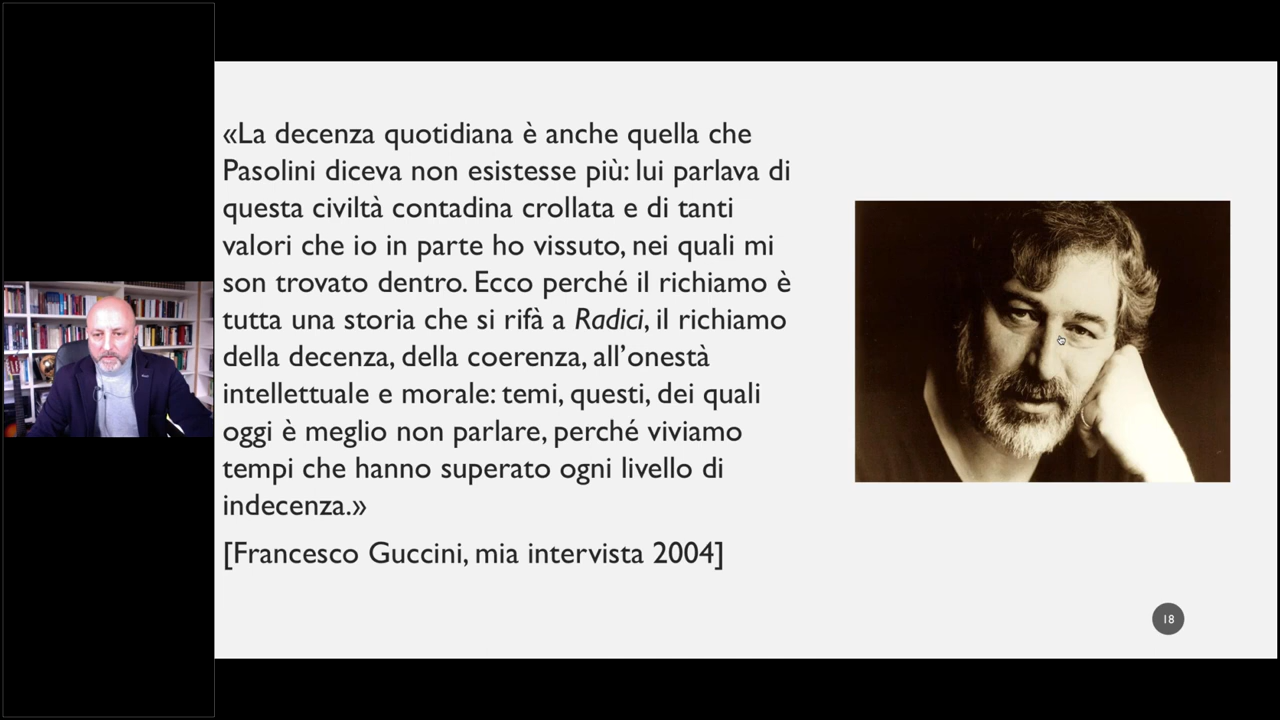 «La decenza quotidiana è anche quella che
Pasolini diceva non esistesse più: lui parlava di
questa civiltà contadina crollata e di tanti
valori che io in parte ho vissuto, nei quali mi
son trovato dentro. Ecco perché il richiamo è
tutta una storia che si rifà a Radici, il richiamo
della decenza, della coerenza, all’onestà
intellettuale e morale: temi, questi, dei quali
oggi è meglio non parlare, perché viviamo
tempi che hanno superato ogni livello di
indecenza.»
[Francesco Guccini, mia intervista 2004]
18